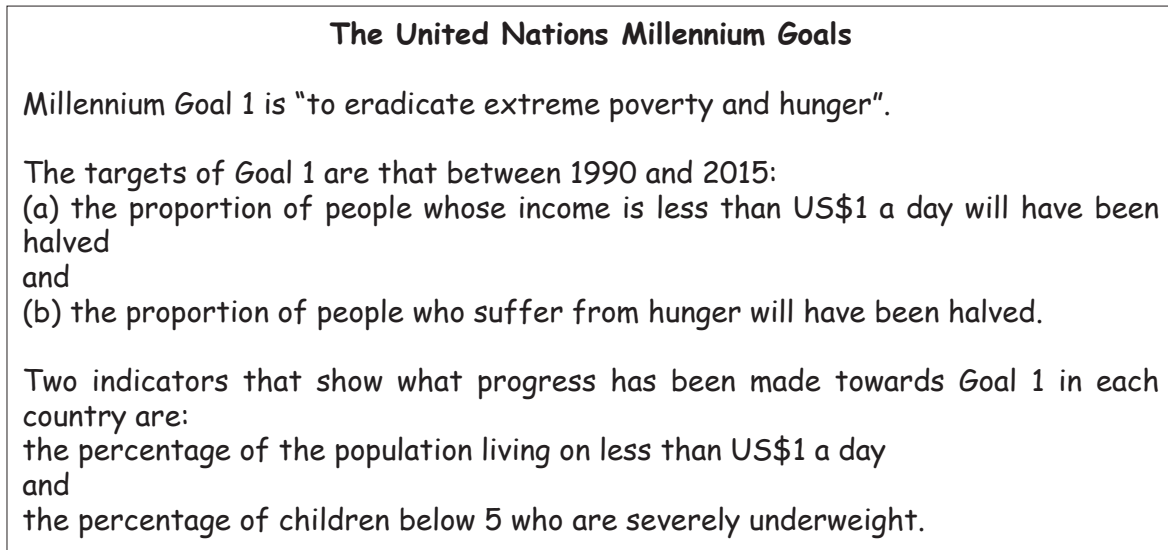 The United Nations Millennium Goals
Millennium Goal 1 is “to eradicate extreme poverty and hunger”.
The targets of Goal 1 are that between 1990 and 2015:
(a) the proportion of people whose income is less than US$1 a day will have been
halved
and
(b) the proportion of people who suffer from hunger will have been halved.
Two indicators that show what progress has been made towards Goal 1 in each
country are:
the percentage of the population living on less than US$1 a day
and
the percentage of children below 5 who are severely underweight.